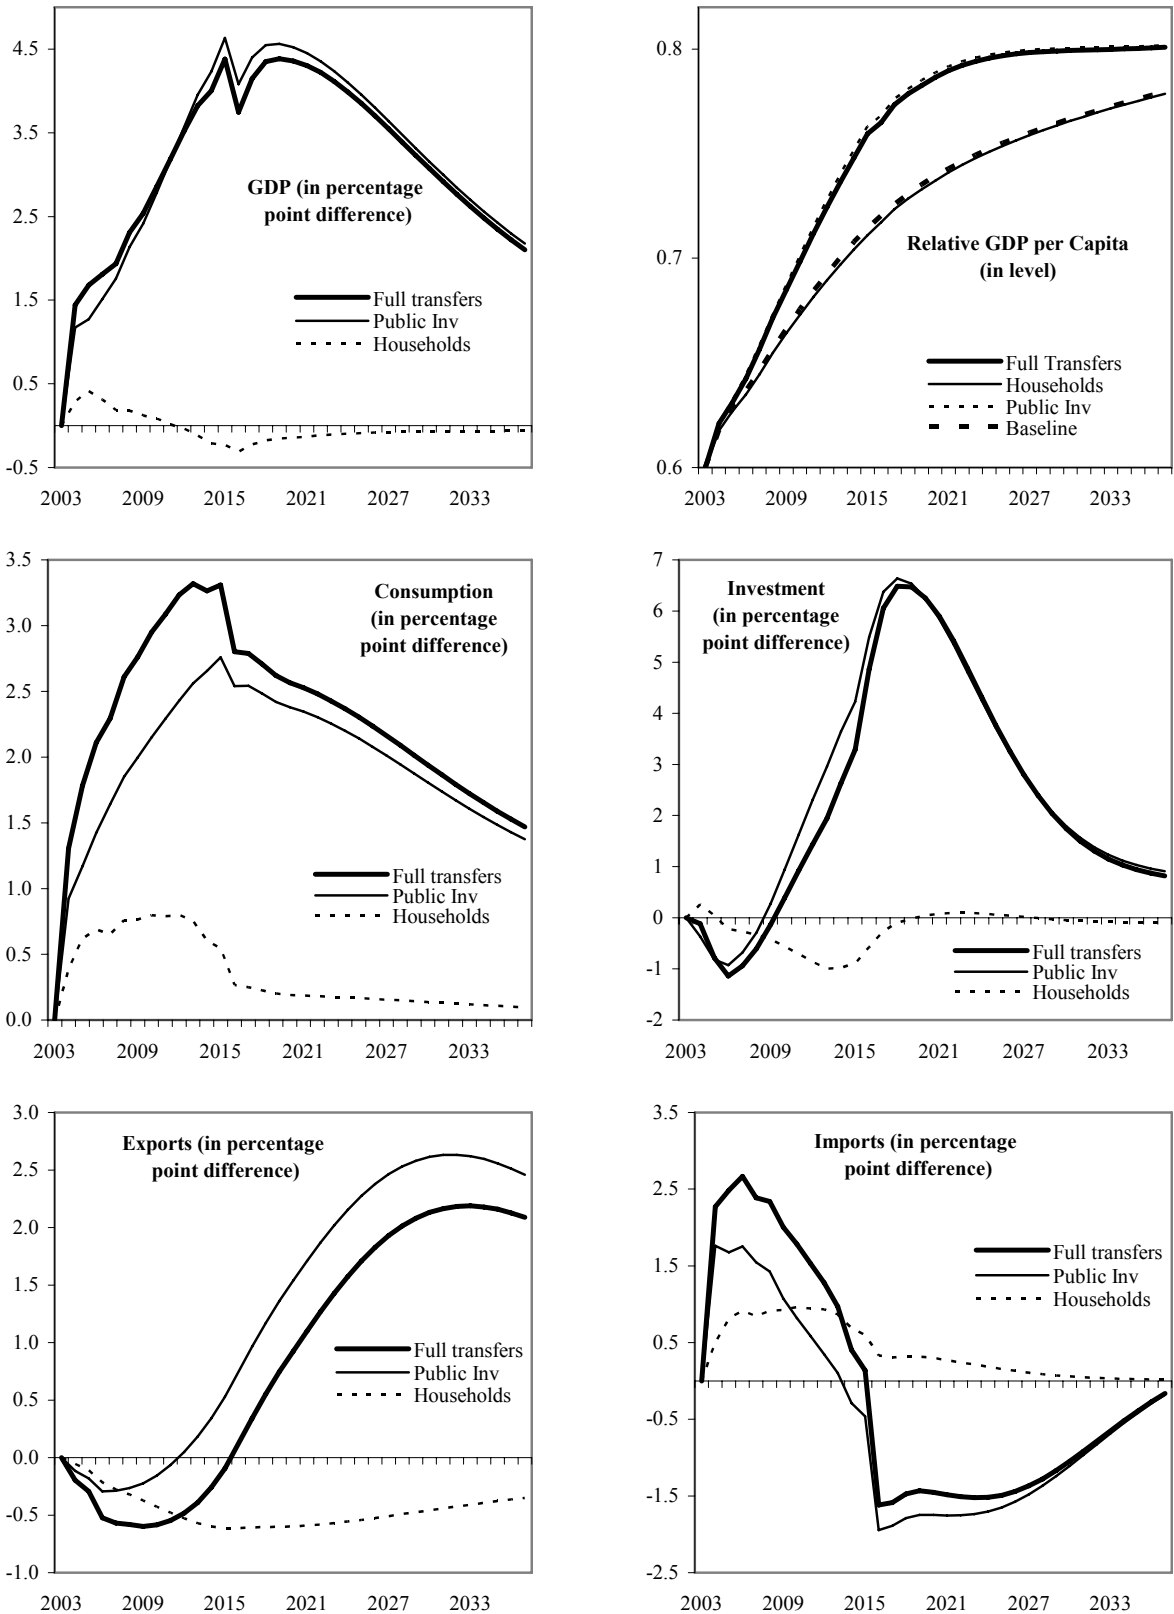 4.5
3.5
2.5
1.5
0.5
-0.5
GDP (in percentage
point difference)
Full transfers
Public Inv
Households
2003 2009 2015 2021 2027 2033
0.8
0.7
0.6
Relative GDP per Capita
(in level)
Full Transfers
Households
Public Inv
Baseline
2003 2009 2015 2021 2027 2033
3.5
3.0
2.5
2.0
1.5
1.0
0.5
0.0
Consumption
(in percentage
point difference)
Full transfers
Public Inv
Households
2003 2009 2015 2021 2027 2033
7
6
5
4
3
2
1
0
-1
-2
Investment
(in percentage
point difference)
Full transfers
Public Inv
Households
2003 2009 2015 2021 2027 2033
3.0
2.5
2.0
1.5
1.0
0.5
0.0
-0.5
-1.0
Exports (in percentage
point difference)
Full transfers
Public Inv
Households
2003 2009 2015 2021 2027 2033
3.5
2.5
1.5
0.5
-0.5
-1.5
-2.5
Imports (in percentage
point difference)
Full transfers
Public Inv
Households
2003 2009 2015 2021 2027 2033